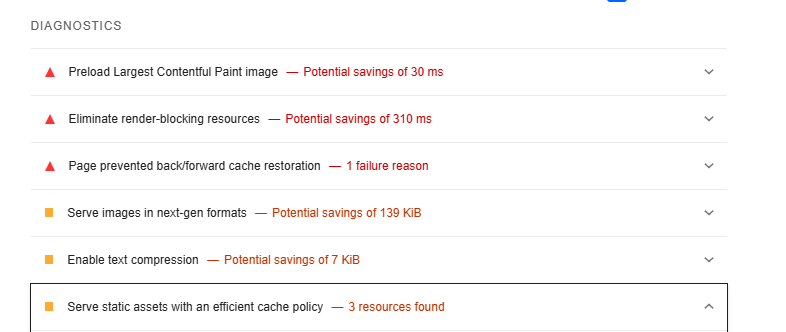 DIAGNOSTICS
Preload Largest Contentful Paint image — Potential savings of 30 ms
Eliminate render-blocking resources — Potential savings of 310 ms
Page prevented back/forward cache restoration — 1 failure reason
Serve images in next-gen formats — Potential savings of 139 KiB
Enable text compression — Potential savings of 7 KiB
Serve static assets with an efficient cache policy — 3 resources found